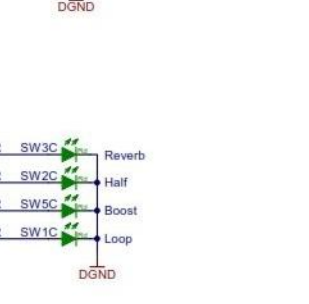 DGND
SW3C Reverb
SW2C Half
SW5C Boost
SW1C Loop
DGND